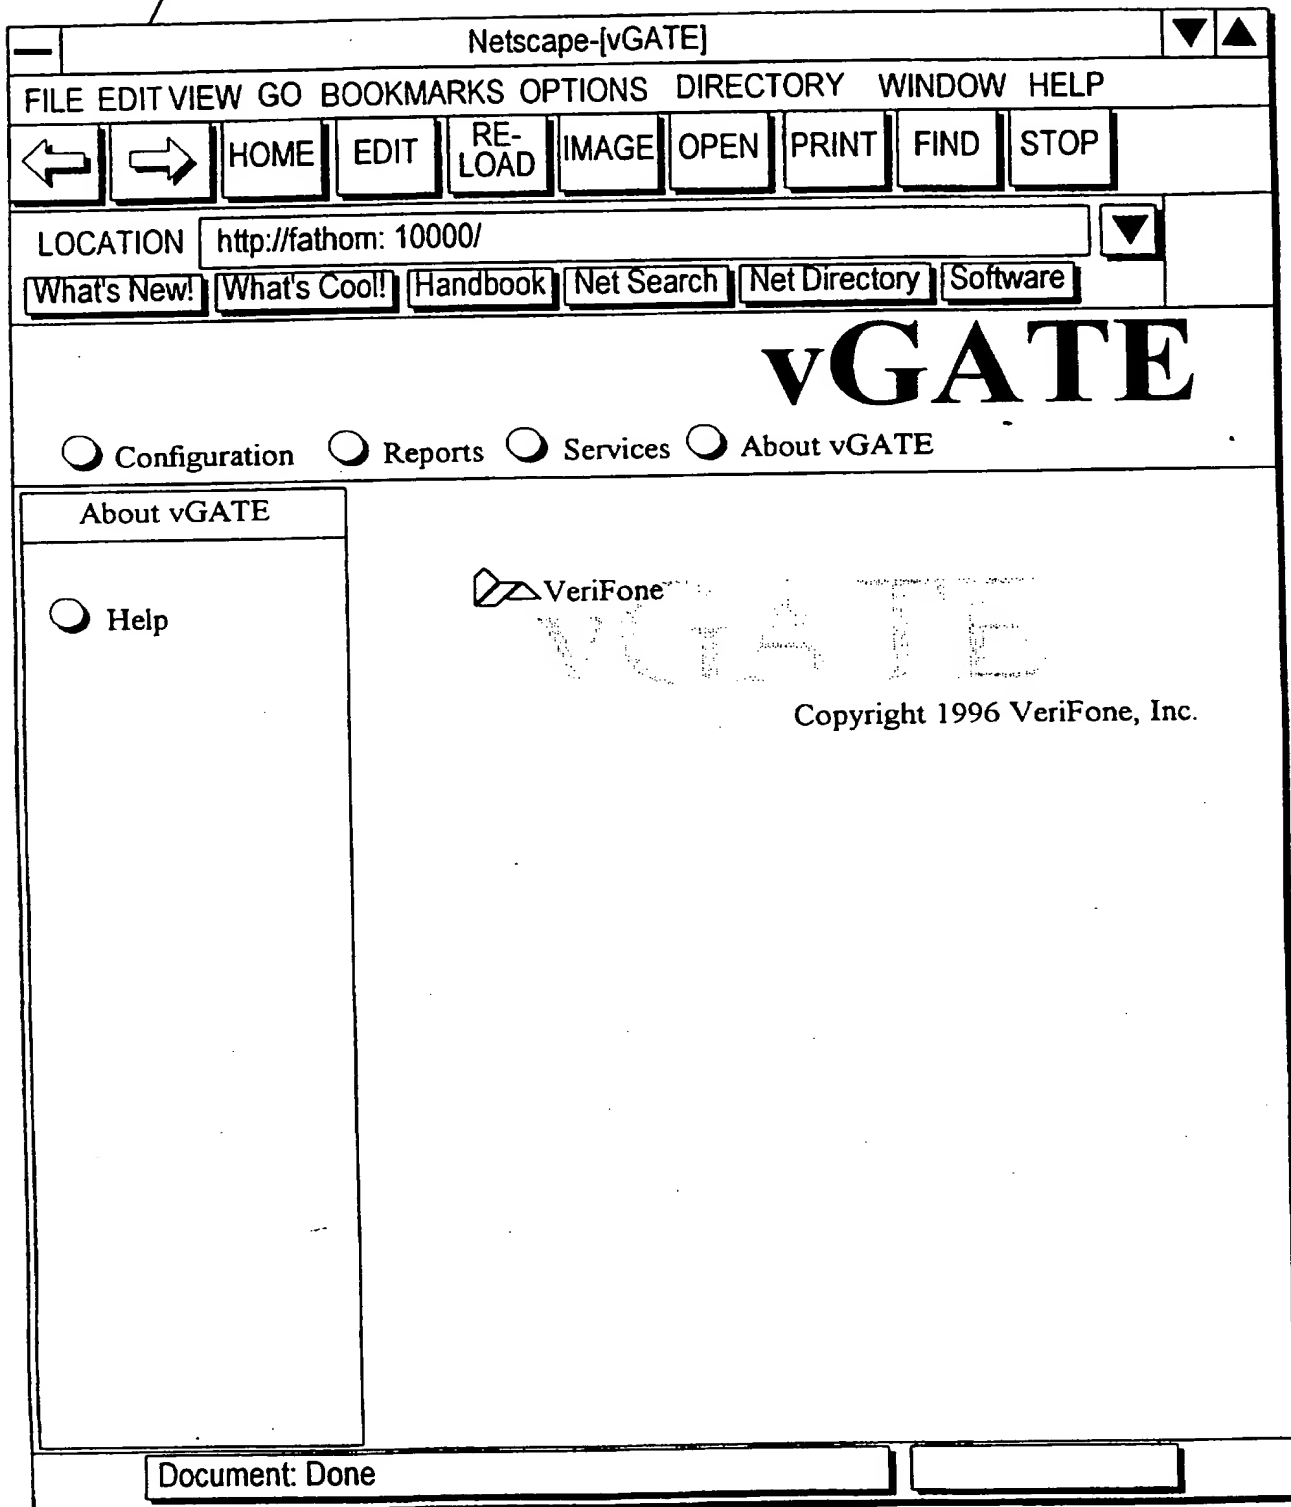 Netscape-[vGATE]
FILE EDIT VIEW GO BOOKMARKS OPTIONS DIRECTORY WINDOW HELP
HOME EDIT RE-LOAD IMAGE OPEN PRINT FIND STOP
LOCATION http://fathom: 10000/
What's New! What's Cool! Handbook Net Search Net Directory Software
vGATE
Configuration Reports Services About vGATE
About vGATE
Help
VeriFone
vGATE
Copyright 1996 VeriFone, Inc.
Document: Done